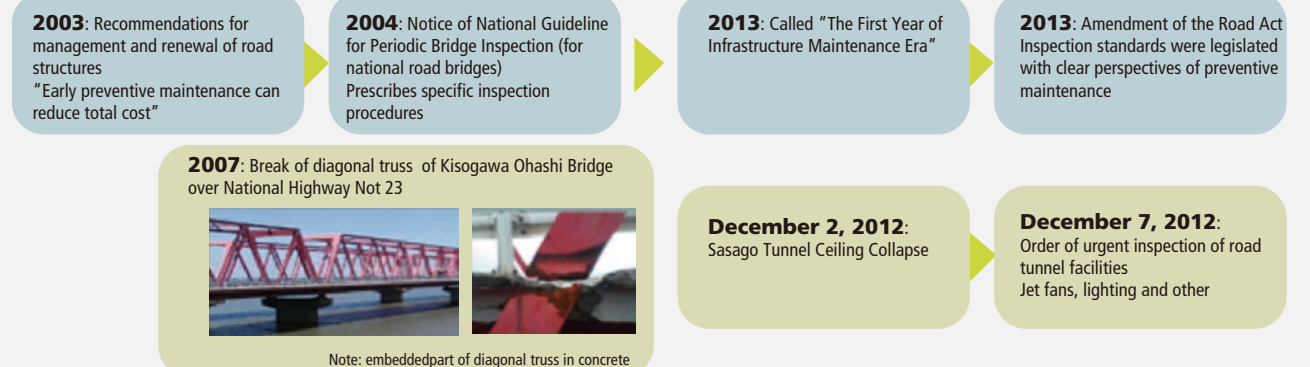 2003: Recommendations for
management and renewal of road
structures
“Early preventive maintenance can
reduce total cost”
2004: Notice of National Guideline
for Periodic Bridge Inspection (for
national road bridges)
Prescribes specific inspection
procedures
2013: Called “The First Year of
Infrastructure Maintenance Era”
2013: Amendment of the Road Act
Inspection standards were legislated
with clear perspectives of preventive
maintenance
2007: Break of diagonal truss of Kisogawa Ohashi Bridge
over National Highway Not 23
Note: embeddedpart of diagonal truss in concrete
December 2, 2012:
Sasago Tunnel Ceiling Collapse
December 7, 2012:
Order of urgent inspection of road
tunnel facilities
Jet fans, lighting and other